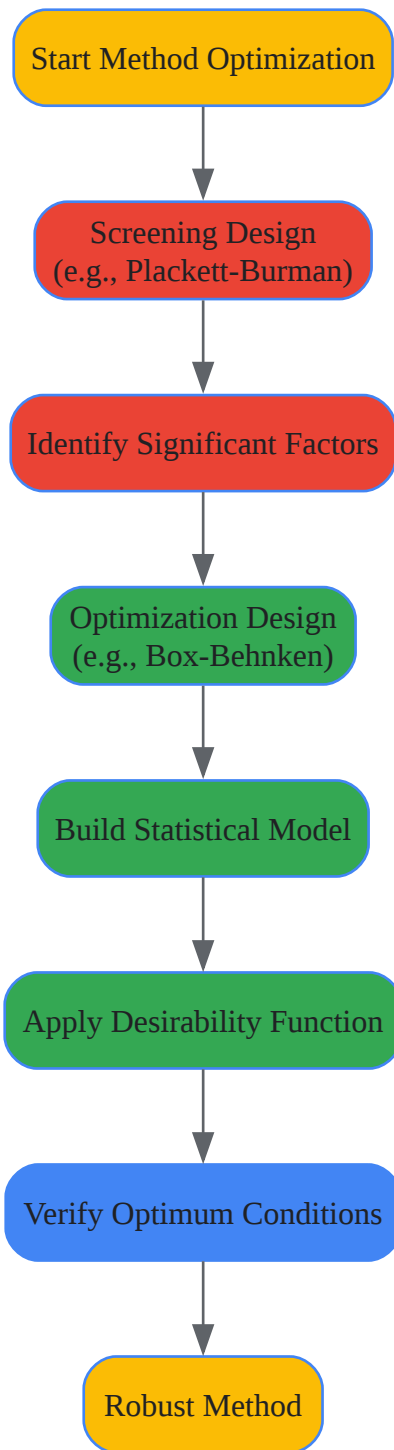 Start Method Optimization
Screening Design
(e.g., Plackett-Burman)
Identify Significant Factors
Optimization Design
(e.g., Box-Behnken)
Build Statistical Model
Apply Desirability Function
Verify Optimum Conditions
Robust Method